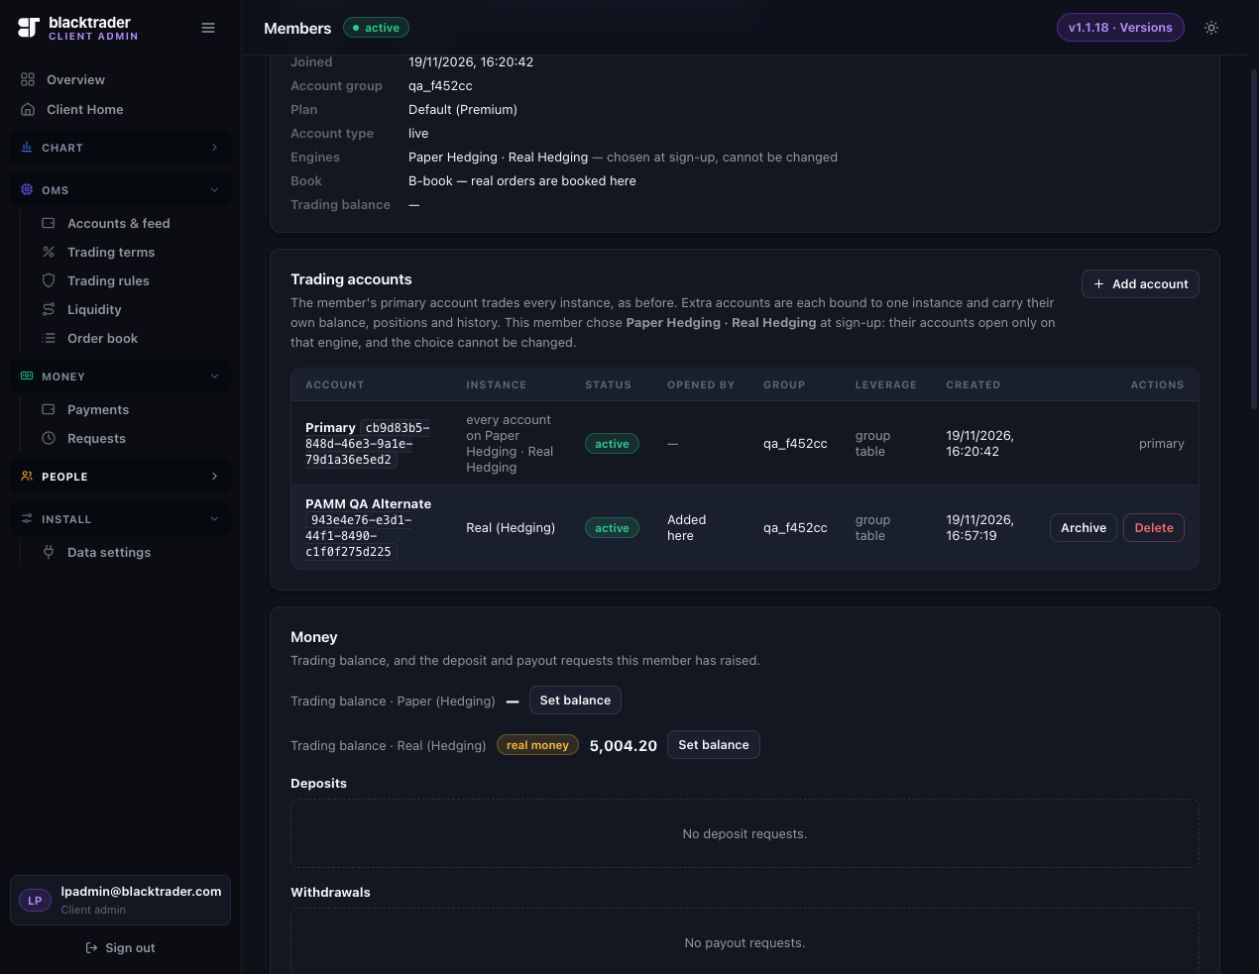 blacktrader
CLIENT ADMIN
Overview
Client Home
CHART
OMS
Accounts & feed
Trading terms
Trading rules
Liquidity
Order book
MONEY
Payments
Requests
PEOPLE
INSTALL
Data settings
LP
lpadmin@blacktrader.com
Client admin
Sign out
Members
active
v1.1.18 · Versions
Joined 19/11/2026, 16:20:42
Account group qa_f452cc
Plan Default (Premium)
Account type live
Engines Paper Hedging · Real Hedging — chosen at sign-up, cannot be changed
Book B-book — real orders are booked here
Trading balance —
Trading accounts
+ Add account
The member's primary account trades every instance, as before. Extra accounts are each bound to one instance and carry their
own balance, positions and history. This member chose Paper Hedging · Real Hedging at sign-up: their accounts open only on
that engine, and the choice cannot be changed.
ACCOUNT INSTANCE STATUS OPENED BY GROUP LEVERAGE CREATED ACTIONS
Primary cb9d83b5-
848d-46e3-9a1e-
79d1a36e5ed2
every account
on Paper
Hedging · Real
Hedging
active
—
qa_f452cc
group
table
19/11/2026,
16:20:42
primary
PAMM QA Alternate
943e4e76-e3d1-
44f1-8490-
c1f0f275d225
Real (Hedging)
active
Added
here
qa_f452cc
group
table
19/11/2026,
16:57:19
Archive
Delete
Money
Trading balance, and the deposit and payout requests this member has raised.
Trading balance · Paper (Hedging) — Set balance
Trading balance · Real (Hedging) real money 5,004.20 Set balance
Deposits
No deposit requests.
Withdrawals
No payout requests.